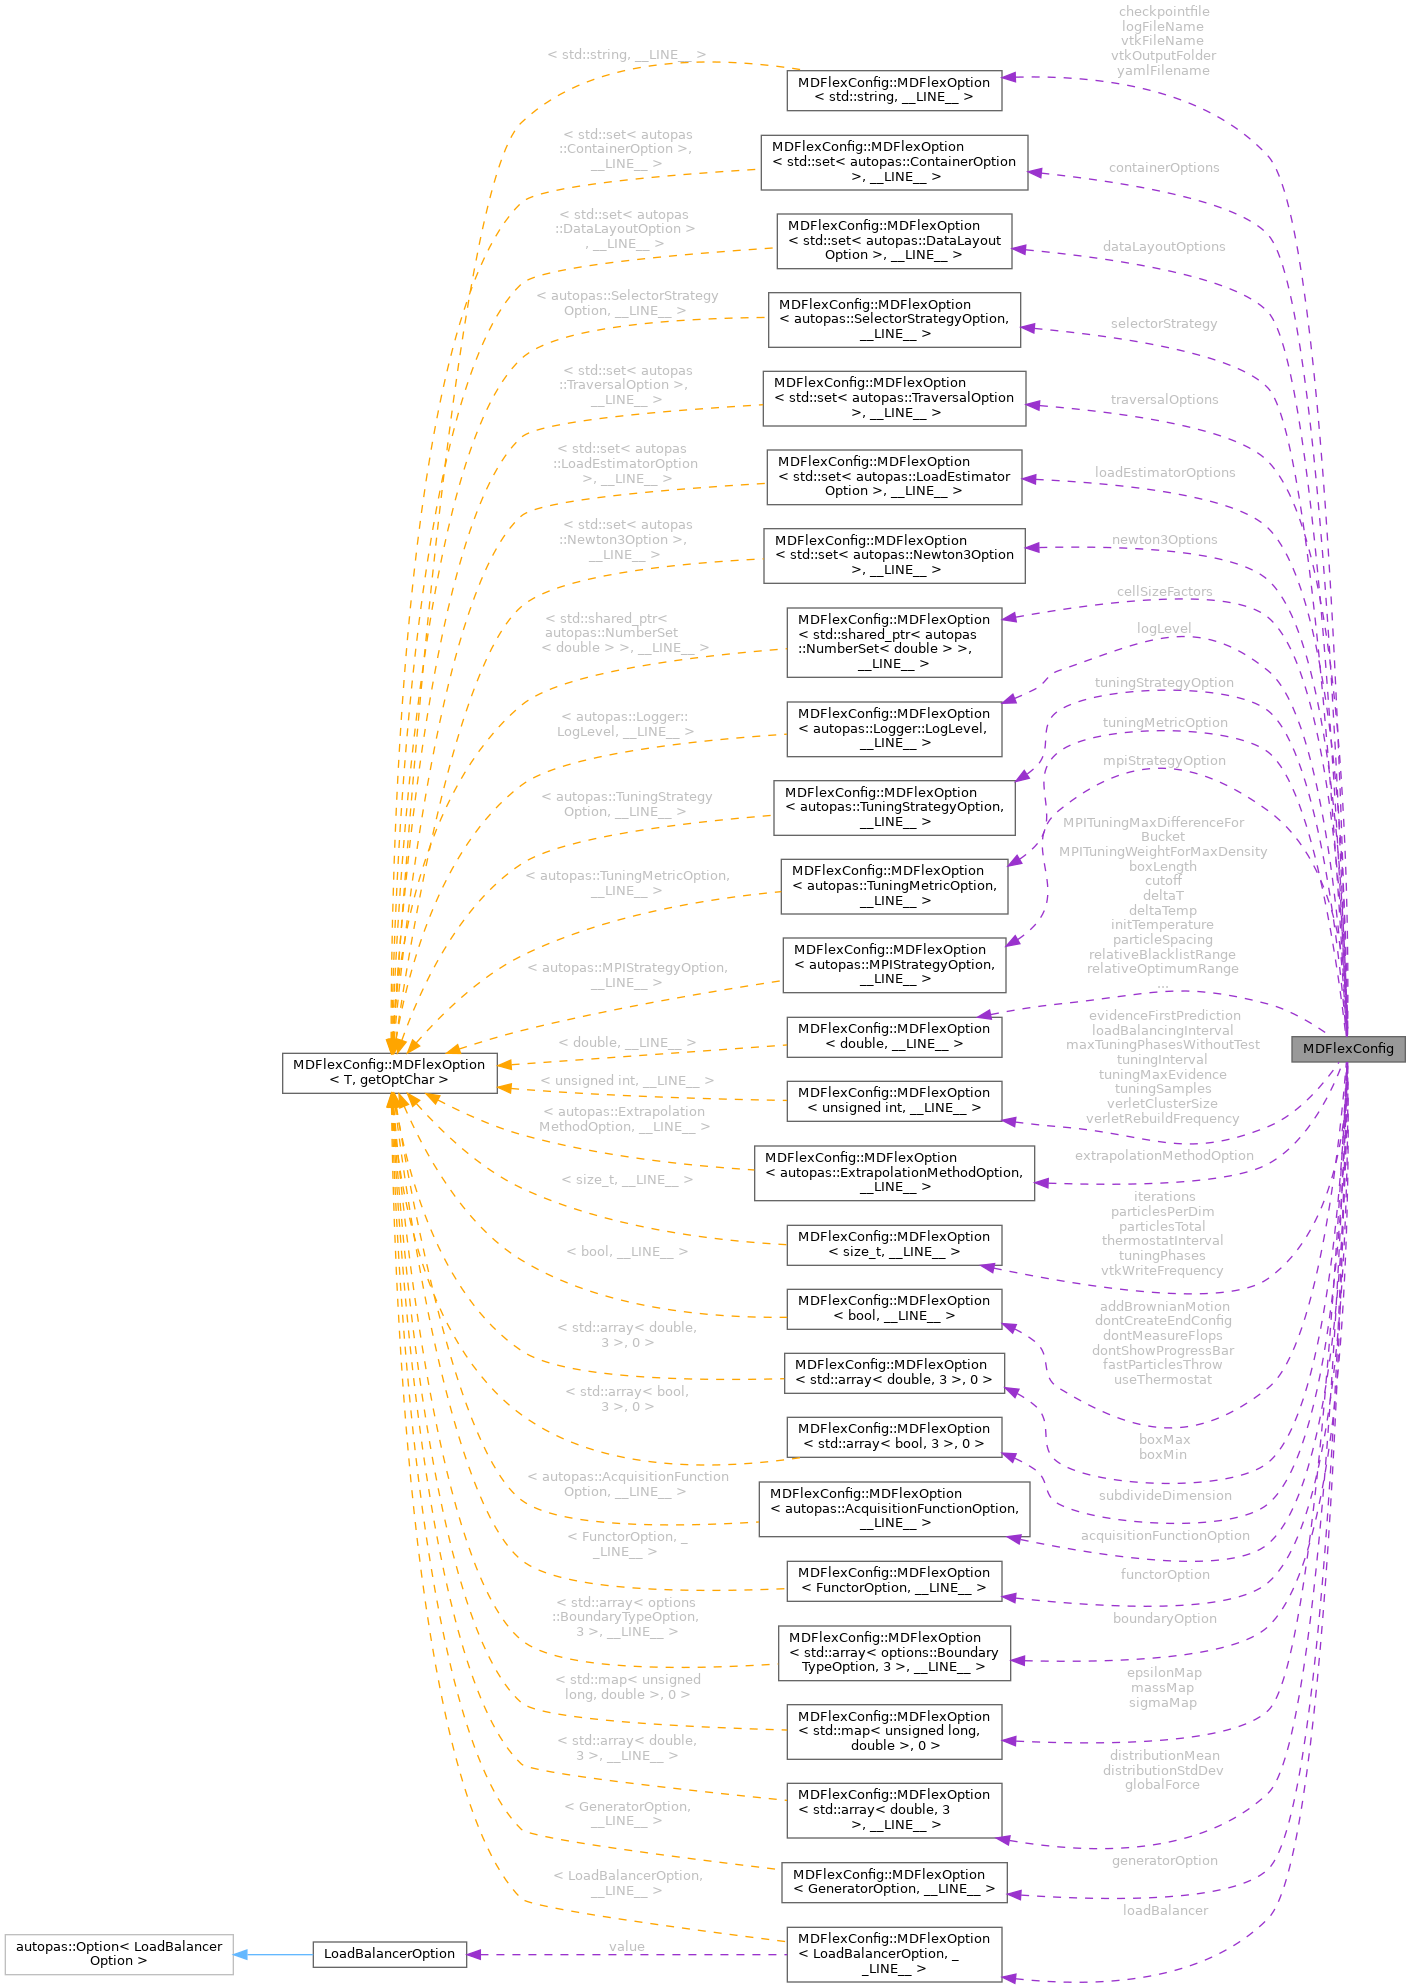 checkpointfile
logFileName
vtkFileName
vtkOutputFolder
yamlFilename
< std::string, __LINE__ >
MDFlexConfig::MDFlexOption
< std::string, __LINE__ >
< std::set< autopas
::ContainerOption >,
__LINE__ >
MDFlexConfig::MDFlexOption
< std::set< autopas::ContainerOption
>, __LINE__ >
containerOptions
< std::set< autopas
::DataLayoutOption >
, __LINE__ >
MDFlexConfig::MDFlexOption
< std::set< autopas::DataLayout
Option >, __LINE__ >
dataLayoutOptions
< autopas::SelectorStrategy
Option, __LINE__ >
MDFlexConfig::MDFlexOption
< autopas::SelectorStrategyOption,
__LINE__ >
selectorStrategy
< std::set< autopas
::TraversalOption >,
__LINE__ >
MDFlexConfig::MDFlexOption
< std::set< autopas::TraversalOption
>, __LINE__ >
traversalOptions
< std::set< autopas
::LoadEstimatorOption
>, __LINE__ >
MDFlexConfig::MDFlexOption
< std::set< autopas::LoadEstimator
Option >, __LINE__ >
loadEstimatorOptions
< std::set< autopas
::Newton3Option >,
__LINE__ >
MDFlexConfig::MDFlexOption
< std::set< autopas::Newton3Option
>, __LINE__ >
newton3Options
< std::shared_ptr<
autopas::NumberSet
< double > >, __LINE__ >
MDFlexConfig::MDFlexOption
< std::shared_ptr< autopas
::NumberSet< double > >,
__LINE__ >
cellSizeFactors
logLevel
< autopas::Logger::
LogLevel, __LINE__ >
MDFlexConfig::MDFlexOption
< autopas::Logger::LogLevel,
__LINE__ >
tuningStrategyOption
< autopas::TuningStrategy
Option, __LINE__ >
MDFlexConfig::MDFlexOption
< autopas::TuningStrategyOption,
__LINE__ >
tuningMetricOption
< autopas::TuningMetricOption,
__LINE__ >
MDFlexConfig::MDFlexOption
< autopas::TuningMetricOption,
__LINE__ >
mpiStrategyOption
< autopas::MPIStrategyOption,
__LINE__ >
MDFlexConfig::MDFlexOption
< autopas::MPIStrategyOption,
__LINE__ >
MPITuningMaxDifferenceFor
Bucket
MPITuningWeightForMaxDensity
boxLength
cutoff
deltaT
deltaTemp
initTemperature
particleSpacing
relativeBlacklistRange
relativeOptimumRange
...
< double, __LINE__ >
MDFlexConfig::MDFlexOption
< double, __LINE__ >
MDFlexConfig
MDFlexConfig::MDFlexOption
< T, getOptChar >
evidenceFirstPrediction
loadBalancingInterval
maxTuningPhasesWithoutTest
tuningInterval
tuningMaxEvidence
tuningSamples
verletClusterSize
verletRebuildFrequency
< unsigned int, __LINE__ >
MDFlexConfig::MDFlexOption
< unsigned int, __LINE__ >
< autopas::Extrapolation
MethodOption, __LINE__ >
MDFlexConfig::MDFlexOption
< autopas::ExtrapolationMethodOption,
__LINE__ >
extrapolationMethodOption
< size_t, __LINE__ >
MDFlexConfig::MDFlexOption
< size_t, __LINE__ >
iterations
particlesPerDim
particlesTotal
thermostatInterval
tuningPhases
vtkWriteFrequency
< bool, __LINE__ >
MDFlexConfig::MDFlexOption
< bool, __LINE__ >
addBrownianMotion
dontCreateEndConfig
dontMeasureFlops
dontShowProgressBar
fastParticlesThrow
useThermostat
< std::array< double,
3 >, 0 >
MDFlexConfig::MDFlexOption
< std::array< double, 3 >, 0 >
boxMax
boxMin
< std::array< bool,
3 >, 0 >
MDFlexConfig::MDFlexOption
< std::array< bool, 3 >, 0 >
subdivideDimension
< autopas::AcquisitionFunction
Option, __LINE__ >
MDFlexConfig::MDFlexOption
< autopas::AcquisitionFunctionOption,
__LINE__ >
acquisitionFunctionOption
< FunctorOption, _
_LINE__ >
MDFlexConfig::MDFlexOption
< FunctorOption, __LINE__ >
functorOption
< std::array< options
::BoundaryTypeOption,
3 >, __LINE__ >
MDFlexConfig::MDFlexOption
< std::array< options::Boundary
TypeOption, 3 >, __LINE__ >
boundaryOption
< std::map< unsigned
long, double >, 0 >
MDFlexConfig::MDFlexOption
< std::map< unsigned long,
double >, 0 >
epsilonMap
massMap
sigmaMap
< std::array< double,
3 >, __LINE__ >
MDFlexConfig::MDFlexOption
< std::array< double, 3
>, __LINE__ >
distributionMean
distributionStdDev
globalForce
< GeneratorOption,
__LINE__ >
MDFlexConfig::MDFlexOption
< GeneratorOption, __LINE__ >
generatorOption
< LoadBalancerOption,
__LINE__ >
MDFlexConfig::MDFlexOption
< LoadBalancerOption, _
_LINE__ >
loadBalancer
value
LoadBalancerOption
autopas::Option< LoadBalancer
Option >